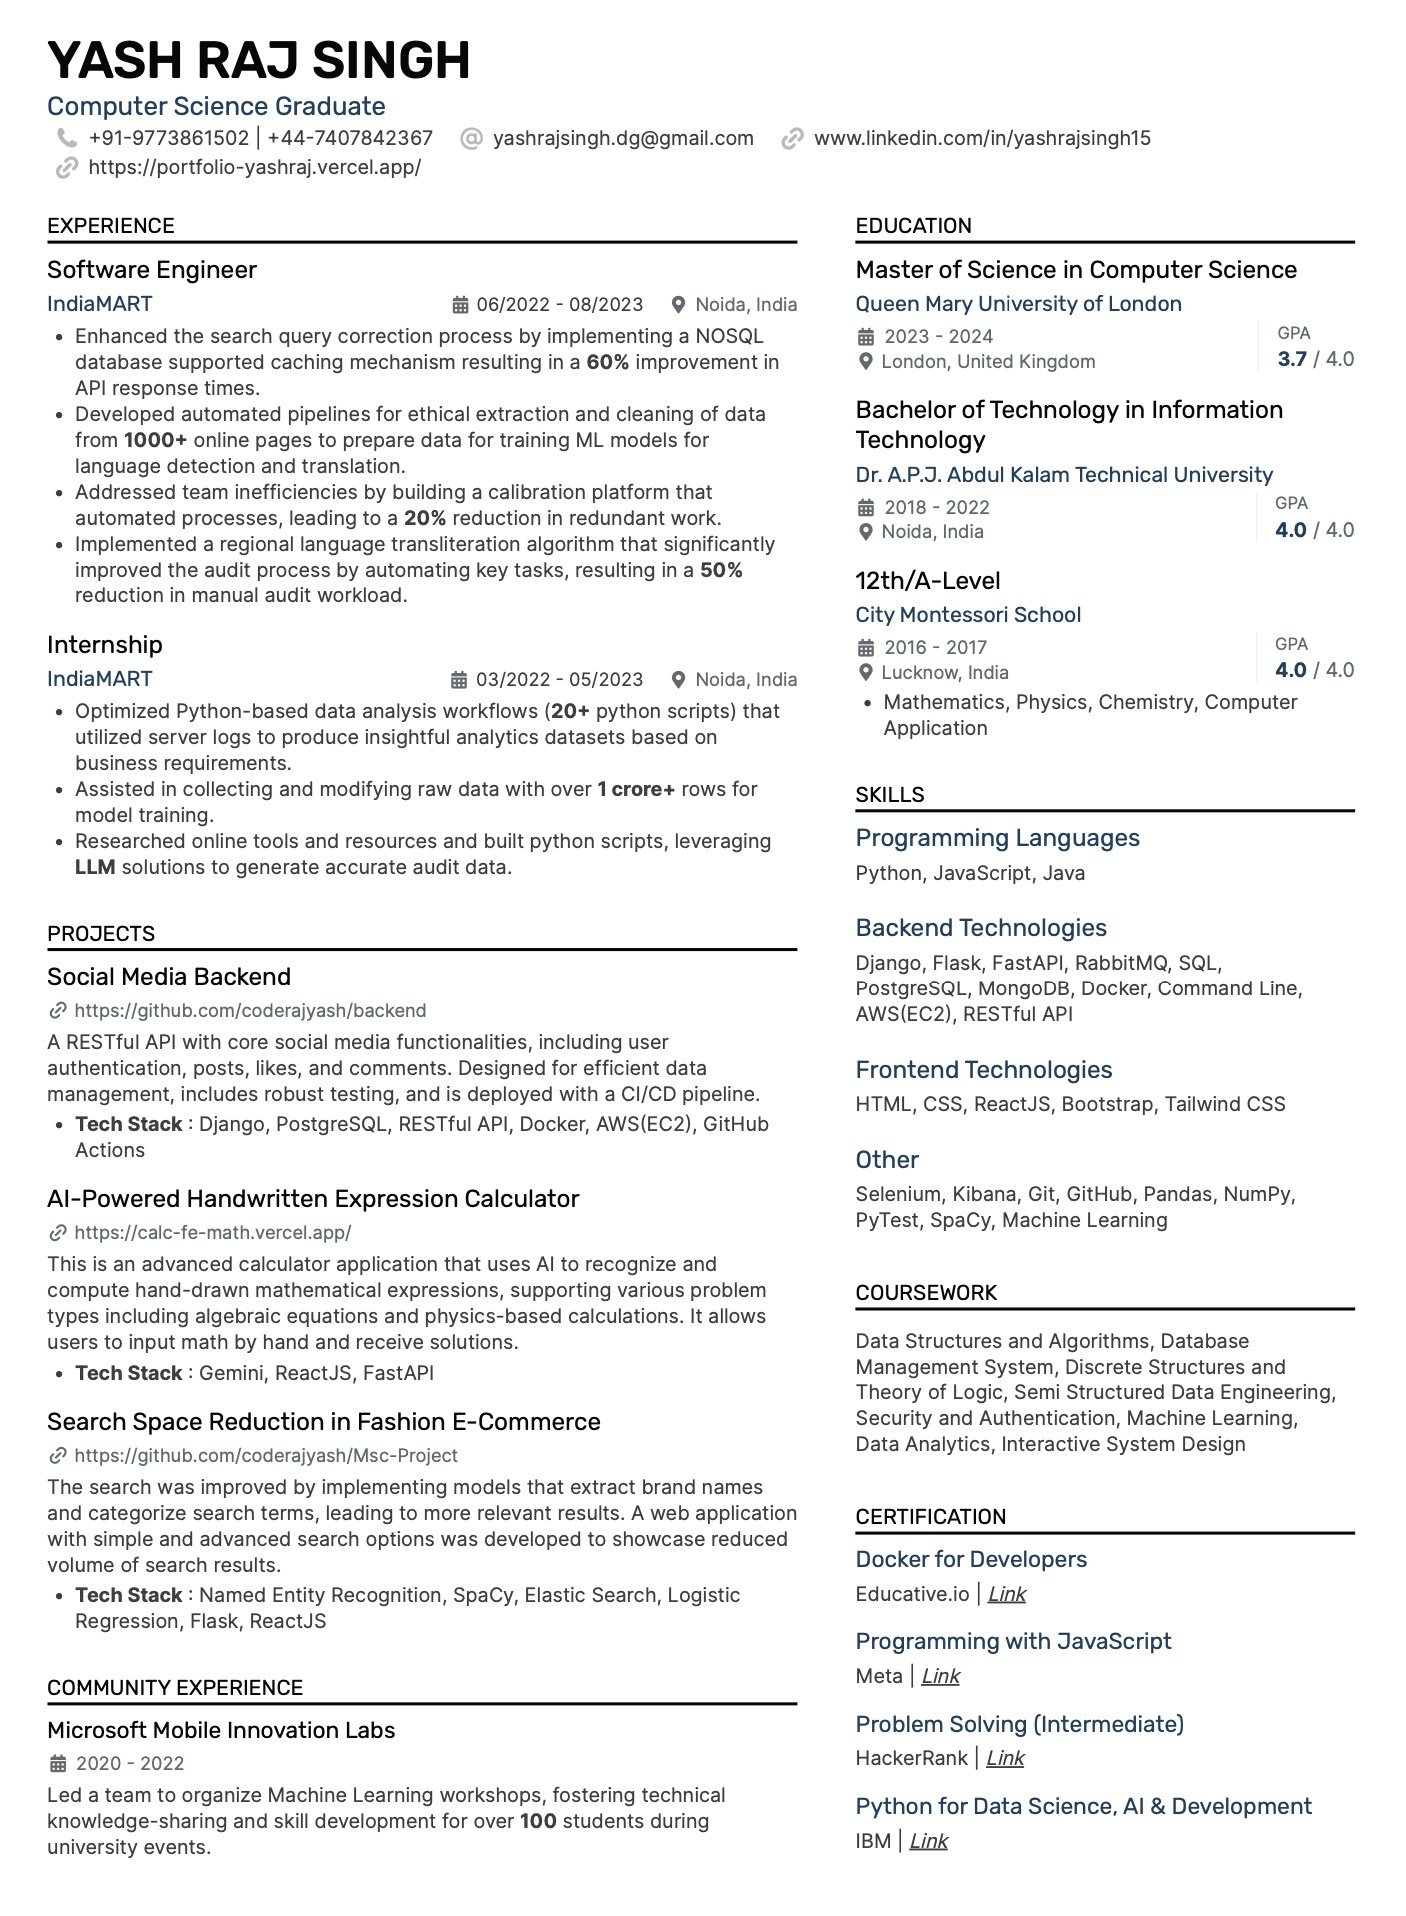 YASH RAJ SINGH
Computer Science Graduate
+91-9773861502 | +44-7407842367 yashrajsingh.dg@gmail.com www.linkedin.com/in/yashrajsingh15
https://portfolio-yashraj.vercel.app/
EXPERIENCE
Software Engineer
IndiaMART 06/2022 - 08/2023 Noida, India
• Enhanced the search query correction process by implementing a NOSQL
database supported caching mechanism resulting in a 60% improvement in
API response times.
• Developed automated pipelines for ethical extraction and cleaning of data
from 1000+ online pages to prepare data for training ML models for
language detection and translation.
• Addressed team inefficiencies by building a calibration platform that
automated processes, leading to a 20% reduction in redundant work.
• Implemented a regional language transliteration algorithm that significantly
improved the audit process by automating key tasks, resulting in a 50%
reduction in manual audit workload.
Internship
IndiaMART 03/2022 - 05/2023 Noida, India
• Optimized Python-based data analysis workflows (20+ python scripts) that
utilized server logs to produce insightful analytics datasets based on
business requirements.
• Assisted in collecting and modifying raw data with over 1 crore+ rows for
model training.
• Researched online tools and resources and built python scripts, leveraging
LLM solutions to generate accurate audit data.
PROJECTS
Social Media Backend
https://github.com/coderajyash/backend
A RESTful API with core social media functionalities, including user
authentication, posts, likes, and comments. Designed for efficient data
management, includes robust testing, and is deployed with a CI/CD pipeline.
• Tech Stack : Django, PostgreSQL, RESTful API, Docker, AWS(EC2), GitHub
Actions
AI-Powered Handwritten Expression Calculator
https://calc-fe-math.vercel.app/
This is an advanced calculator application that uses AI to recognize and
compute hand-drawn mathematical expressions, supporting various problem
types including algebraic equations and physics-based calculations. It allows
users to input math by hand and receive solutions.
• Tech Stack : Gemini, ReactJS, FastAPI
Search Space Reduction in Fashion E-Commerce
https://github.com/coderajyash/Msc-Project
The search was improved by implementing models that extract brand names
and categorize search terms, leading to more relevant results. A web application
with simple and advanced search options was developed to showcase reduced
volume of search results.
• Tech Stack : Named Entity Recognition, SpaCy, Elastic Search, Logistic
Regression, Flask, ReactJS
COMMUNITY EXPERIENCE
Microsoft Mobile Innovation Labs
2020 - 2022
Led a team to organize Machine Learning workshops, fostering technical
knowledge-sharing and skill development for over 100 students during
university events.
EDUCATION
Master of Science in Computer Science
Queen Mary University of London
2023 - 2024 GPA
London, United Kingdom 3.7 / 4.0
Bachelor of Technology in Information
Technology
Dr. A.P.J. Abdul Kalam Technical University
2018 - 2022 GPA
Noida, India 4.0 / 4.0
12th/A-Level
City Montessori School
2016 - 2017 GPA
Lucknow, India 4.0 / 4.0
• Mathematics, Physics, Chemistry, Computer
Application
SKILLS
Programming Languages
Python, JavaScript, Java
Backend Technologies
Django, Flask, FastAPI, RabbitMQ, SQL,
PostgreSQL, MongoDB, Docker, Command Line,
AWS(EC2), RESTful API
Frontend Technologies
HTML, CSS, ReactJS, Bootstrap, Tailwind CSS
Other
Selenium, Kibana, Git, GitHub, Pandas, NumPy,
PyTest, SpaCy, Machine Learning
COURSEWORK
Data Structures and Algorithms, Database
Management System, Discrete Structures and
Theory of Logic, Semi Structured Data Engineering,
Security and Authentication, Machine Learning,
Data Analytics, Interactive System Design
CERTIFICATION
Docker for Developers
Educative.io | Link
Programming with JavaScript
Meta | Link
Problem Solving (Intermediate)
HackerRank | Link
Python for Data Science, AI & Development
IBM | Link